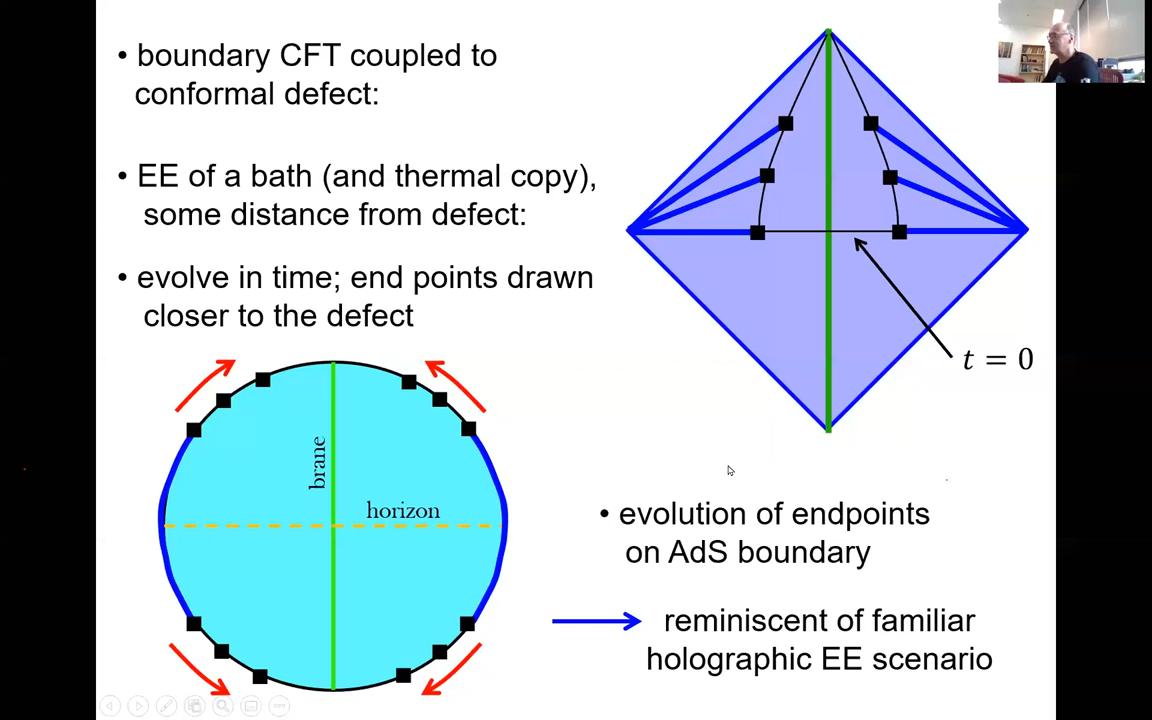 • boundary CFT coupled to
conformal defect:
• EE of a bath (and thermal copy),
some distance from defect:
• evolve in time; end points drawn
closer to the defect
t = 0
brane
horizon
• evolution of endpoints
on AdS boundary
reminiscent of familiar
holographic EE scenario